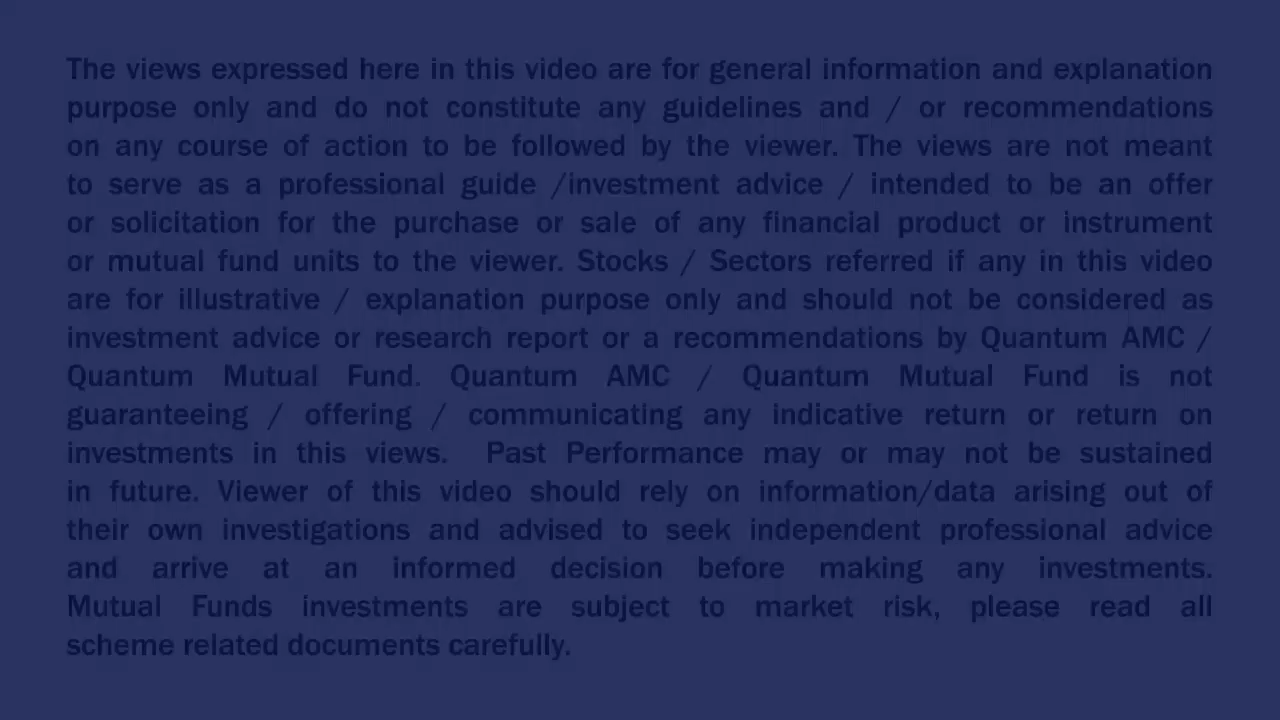 The views expressed here in this video are for general information and explanation
purpose only and do not constitute any guidelines and / or recommendations
on any course of action to be followed by the viewer. The views are not meant
to serve as a professional guide /investment advice / intended to be an offer
or solicitation for the purchase or sale of any financial product or instrument
or mutual fund units to the viewer. Stocks / Sectors referred if any in this video
are for illustrative / explanation purpose only and should not be considered as
investment advice or research report or a recommendations by Quantum AMC /
Quantum Mutual Fund. Quantum AMC / Quantum Mutual Fund is not
guaranteeing / offering / communicating any indicative return or return on
investments in this views. Past Performance may or may not be sustained
in future. Viewer of this video should rely on information/data arising out of
their own investigations and advised to seek independent professional advice
and arrive at an informed decision before making any investments.
Mutual Funds investments are subject to market risk, please read all
scheme related documents carefully.